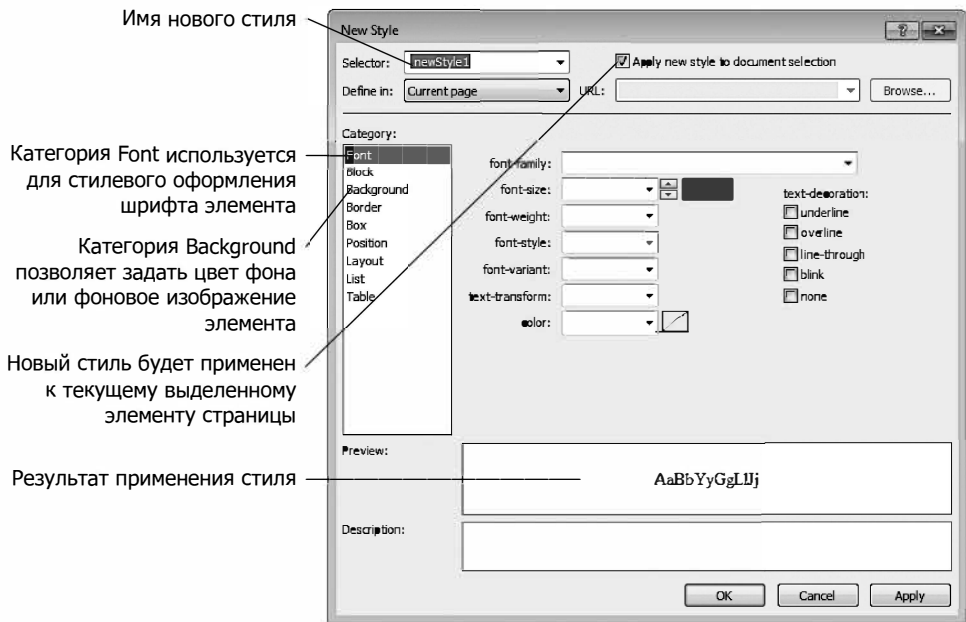 Имя нового стиля
New Style
Selector: newStyle1
Apply new style to document selection
Define in: Current page
URL:
Browse...
Category:
Font
Block
Background
Border
Box
Position
Layout
List
Table
font-family:
font-size:
font-weight:
font-style:
font-variant:
text-transform:
color:
text-decoration:
underline
overline
line-through
blink
none
Категория Font используется
для стилевого оформления
шрифта элемента
Категория Background
позволяет задать цвет фона
или фоновое изображение
элемента
Новый стиль будет применен
к текущему выделенному
элементу страницы
Результат применения стиля
Preview:
AaBbYyGgLlJj
Description:
OK
Cancel
Apply